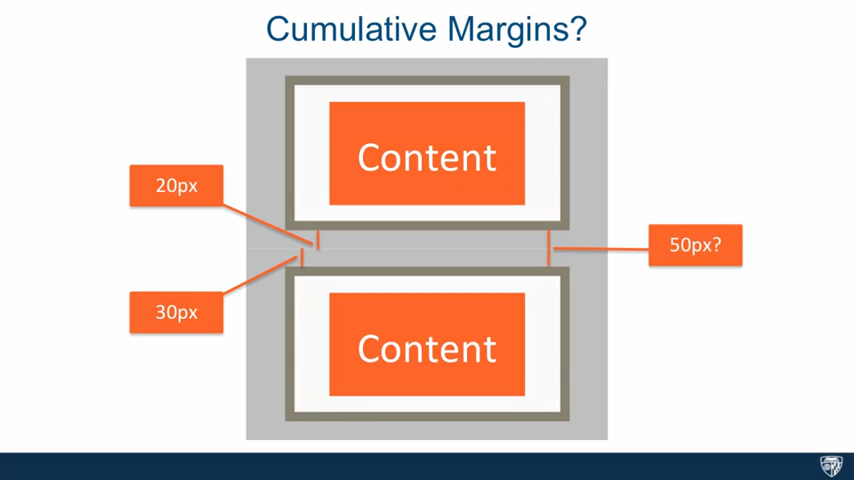 Cumulative Margins?
Content
20px
50px?
30px
Content